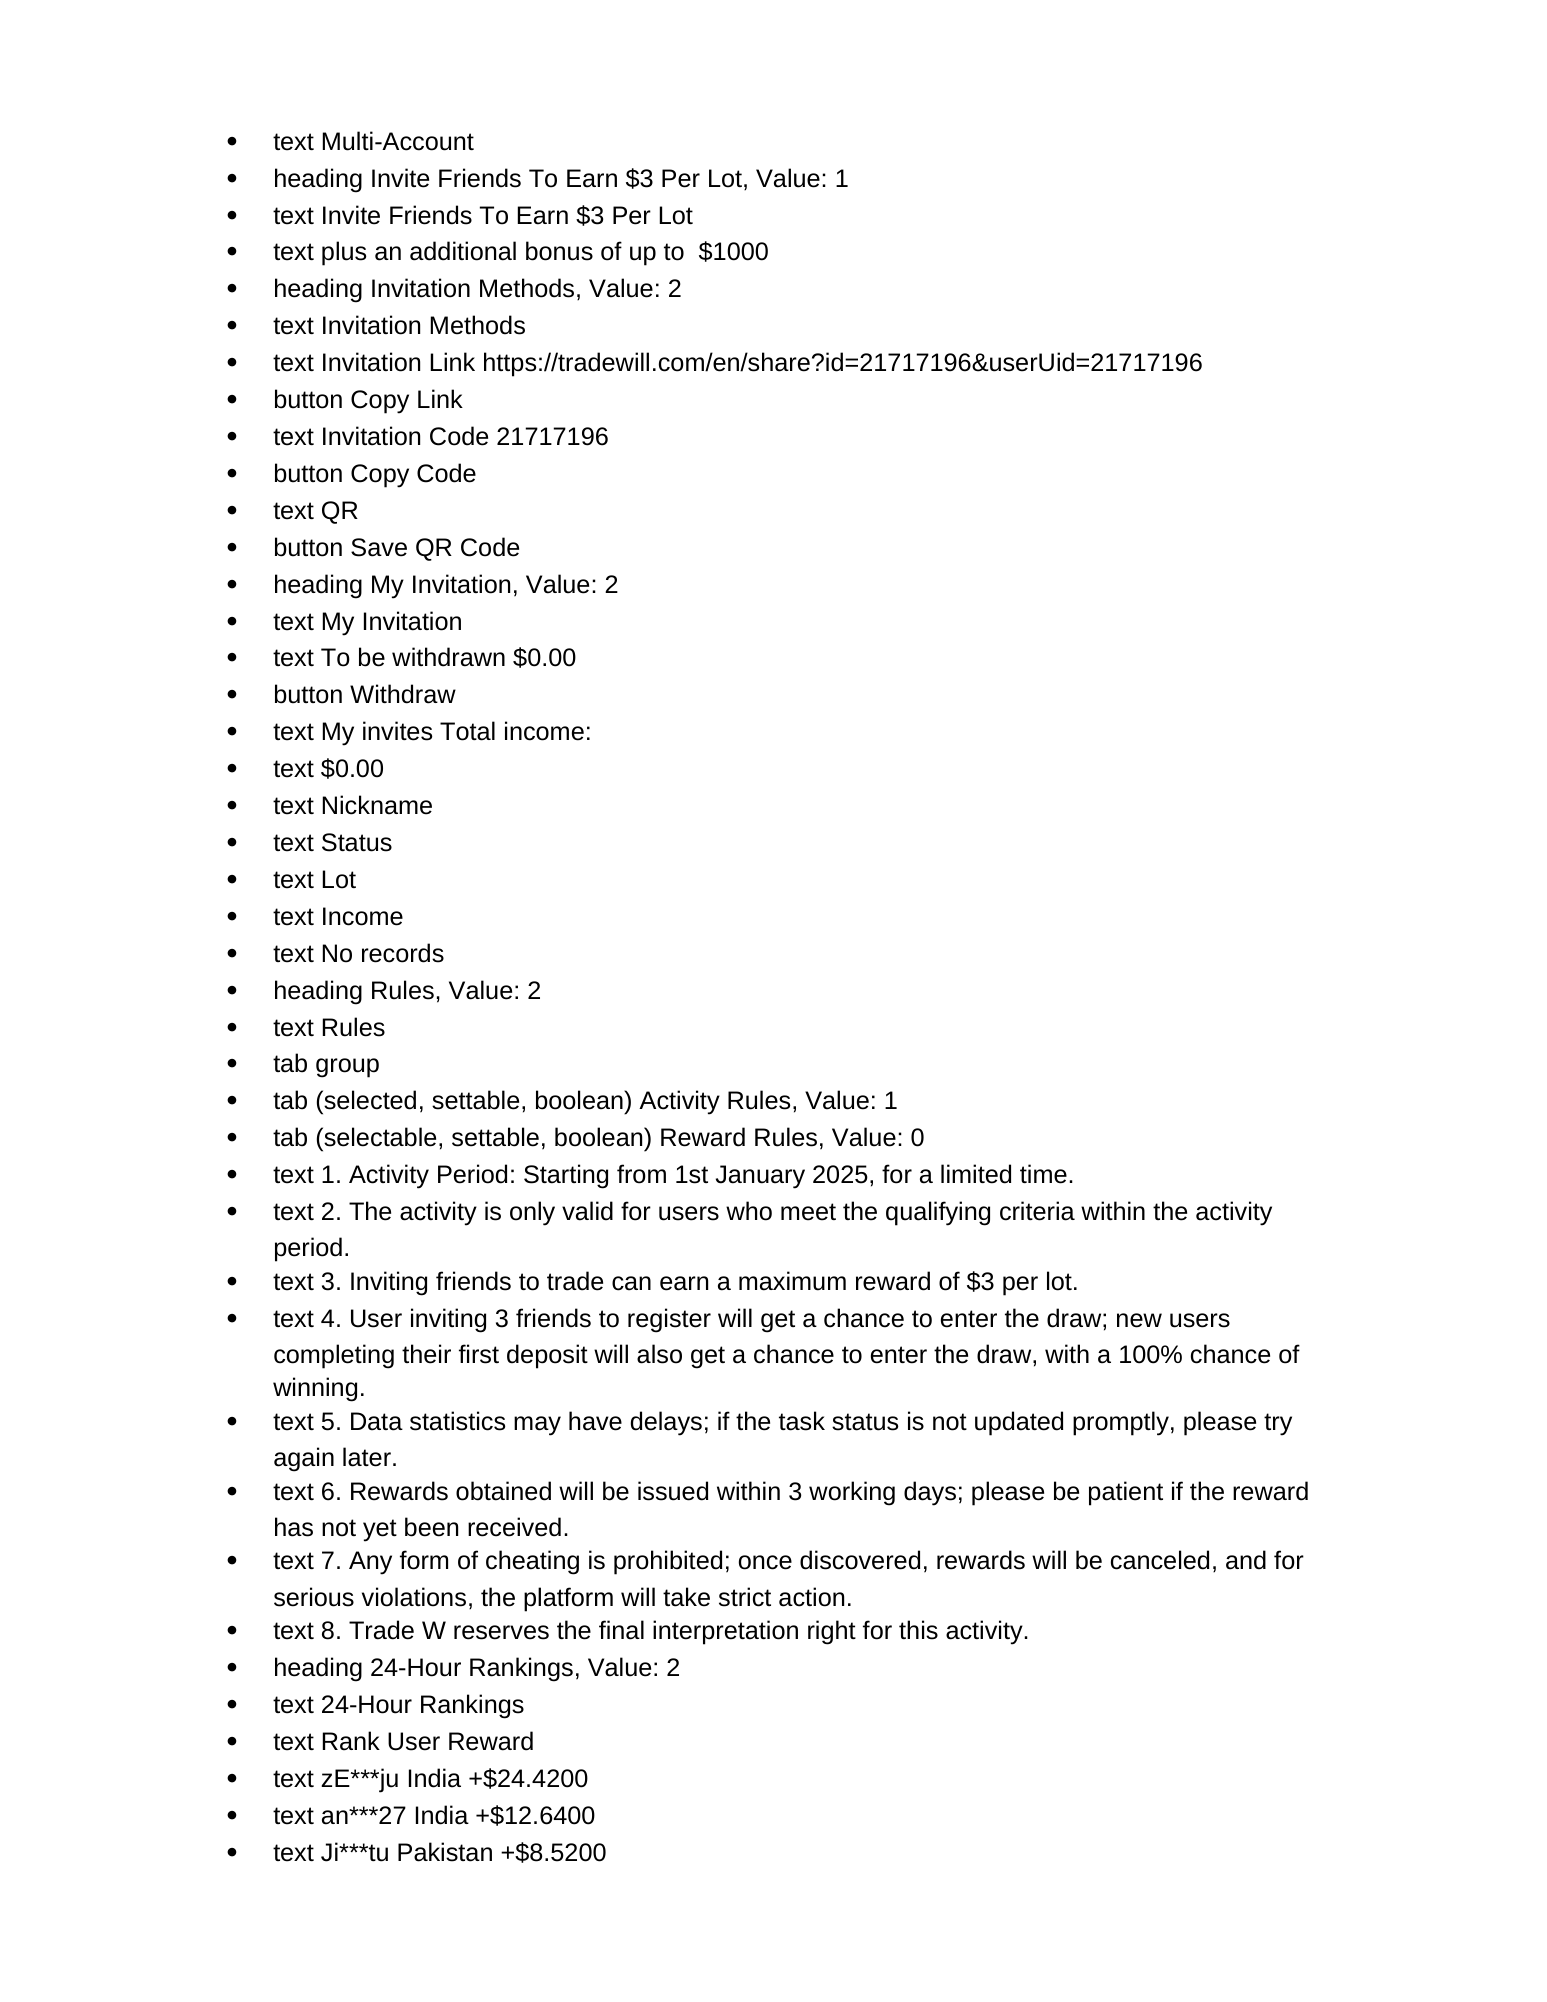 • text Multi-Account
• heading Invite Friends To Earn $3 Per Lot, Value: 1
• text Invite Friends To Earn $3 Per Lot
• text plus an additional bonus of up to  $1000
• heading Invitation Methods, Value: 2
• text Invitation Methods
• text Invitation Link https://tradewill.com/en/share?id=21717196&userUid=21717196
• button Copy Link
• text Invitation Code 21717196
• button Copy Code
• text QR
• button Save QR Code
• heading My Invitation, Value: 2
• text My Invitation
• text To be withdrawn $0.00
• button Withdraw
• text My invites Total income:
• text $0.00
• text Nickname
• text Status
• text Lot
• text Income
• text No records
• heading Rules, Value: 2
• text Rules
• tab group
• tab (selected, settable, boolean) Activity Rules, Value: 1
• tab (selectable, settable, boolean) Reward Rules, Value: 0
• text 1. Activity Period: Starting from 1st January 2025, for a limited time.
• text 2. The activity is only valid for users who meet the qualifying criteria within the activity
period.
• text 3. Inviting friends to trade can earn a maximum reward of $3 per lot.
• text 4. User inviting 3 friends to register will get a chance to enter the draw; new users
completing their first deposit will also get a chance to enter the draw, with a 100% chance of
winning.
• text 5. Data statistics may have delays; if the task status is not updated promptly, please try
again later.
• text 6. Rewards obtained will be issued within 3 working days; please be patient if the reward
has not yet been received.
• text 7. Any form of cheating is prohibited; once discovered, rewards will be canceled, and for
serious violations, the platform will take strict action.
• text 8. Trade W reserves the final interpretation right for this activity.
• heading 24-Hour Rankings, Value: 2
• text 24-Hour Rankings
• text Rank User Reward
• text zE***ju India +$24.4200
• text an***27 India +$12.6400
• text Ji***tu Pakistan +$8.5200